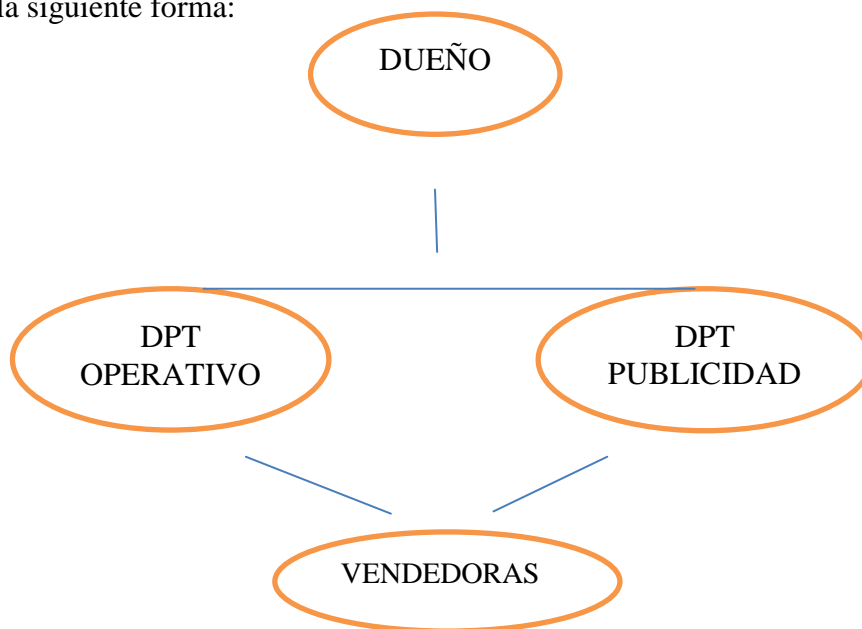 la siguiente forma:
DUEÑO
DPT
OPERATIVO
DPT
PUBLICIDAD
VENDEDORAS